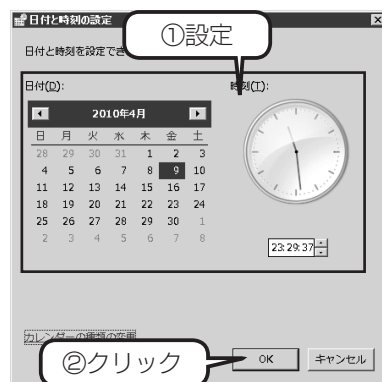 日付と時刻の設定
①設定
日付と時刻を設定でき
日付(D):
時刻(T):
2010年4月
日 月 火 水 木 金 土
28 29 30 31 1 2 3
4 5 6 7 8 9 10
11 12 13 14 15 16 17
18 19 20 21 22 23 24
25 26 27 28 29 30 1
2 3 4 5 6 7 8
23:29:37
カレンダーの種類の変更
②クリック
OK
キャンセル